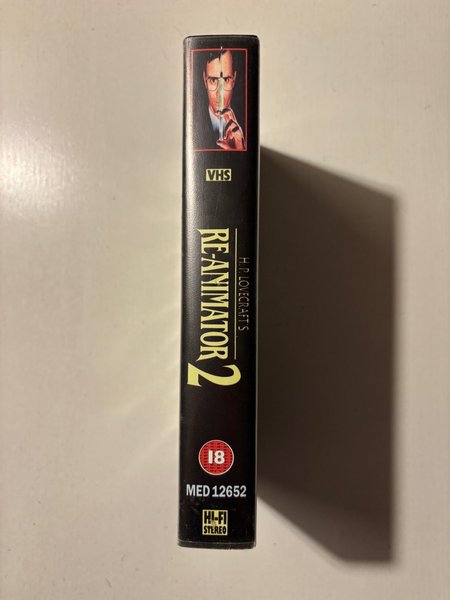 VHS
H.P. LOVECRAFT'S
RE-ANIMATOR 2
18
MED 12652
HI-FI
STEREO